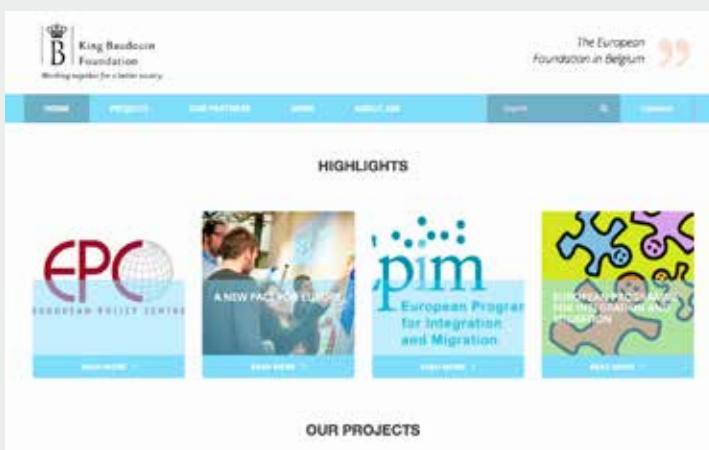 B
King Baudouin
Foundation
Working together for a better society
The European
Foundation in Belgium
HOME
PROJECTS
OUR PARTNERS
NEWS
ABOUT
Search
HIGHLIGHTS
EPC
EUROPEAN POLICY CENTRE
READ MORE
A NEW PACT FOR EUROPE
READ MORE
epim
European Program
for Integration
and Migration
READ MORE
EUROPEAN PROGRAMME
FOR INTEGRATION AND
MIGRATION
READ MORE
OUR PROJECTS